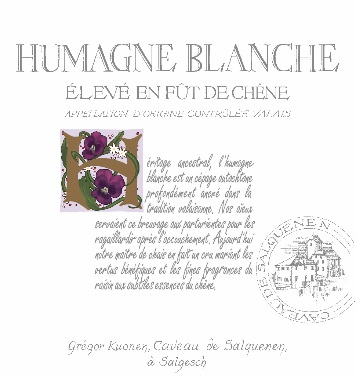 HUMAGNE BLANCHE
ÉLEVÉ EN FÛT DE CHÊNE
APPELLATION D'ORIGINE CONTRÔLÉE VALAIS
Héritage ancestral, l'humagne
blanche est un cépage autochtone
profondément ancré dans la
tradition valaisanne. Nos aïeux
servaient ce breuvage aux parturientes pour les
ragaillardir après l'accouchement. Aujourd'hui
notre maître de chais en fait un cru mariant les
vertus bénéfiques et les fines fragrances du
raisin aux subtiles essences du chêne.
CAVEAU DE SALQUENEN
Grégor Kuonen, Caveau de Salquenen,
à Salgesch